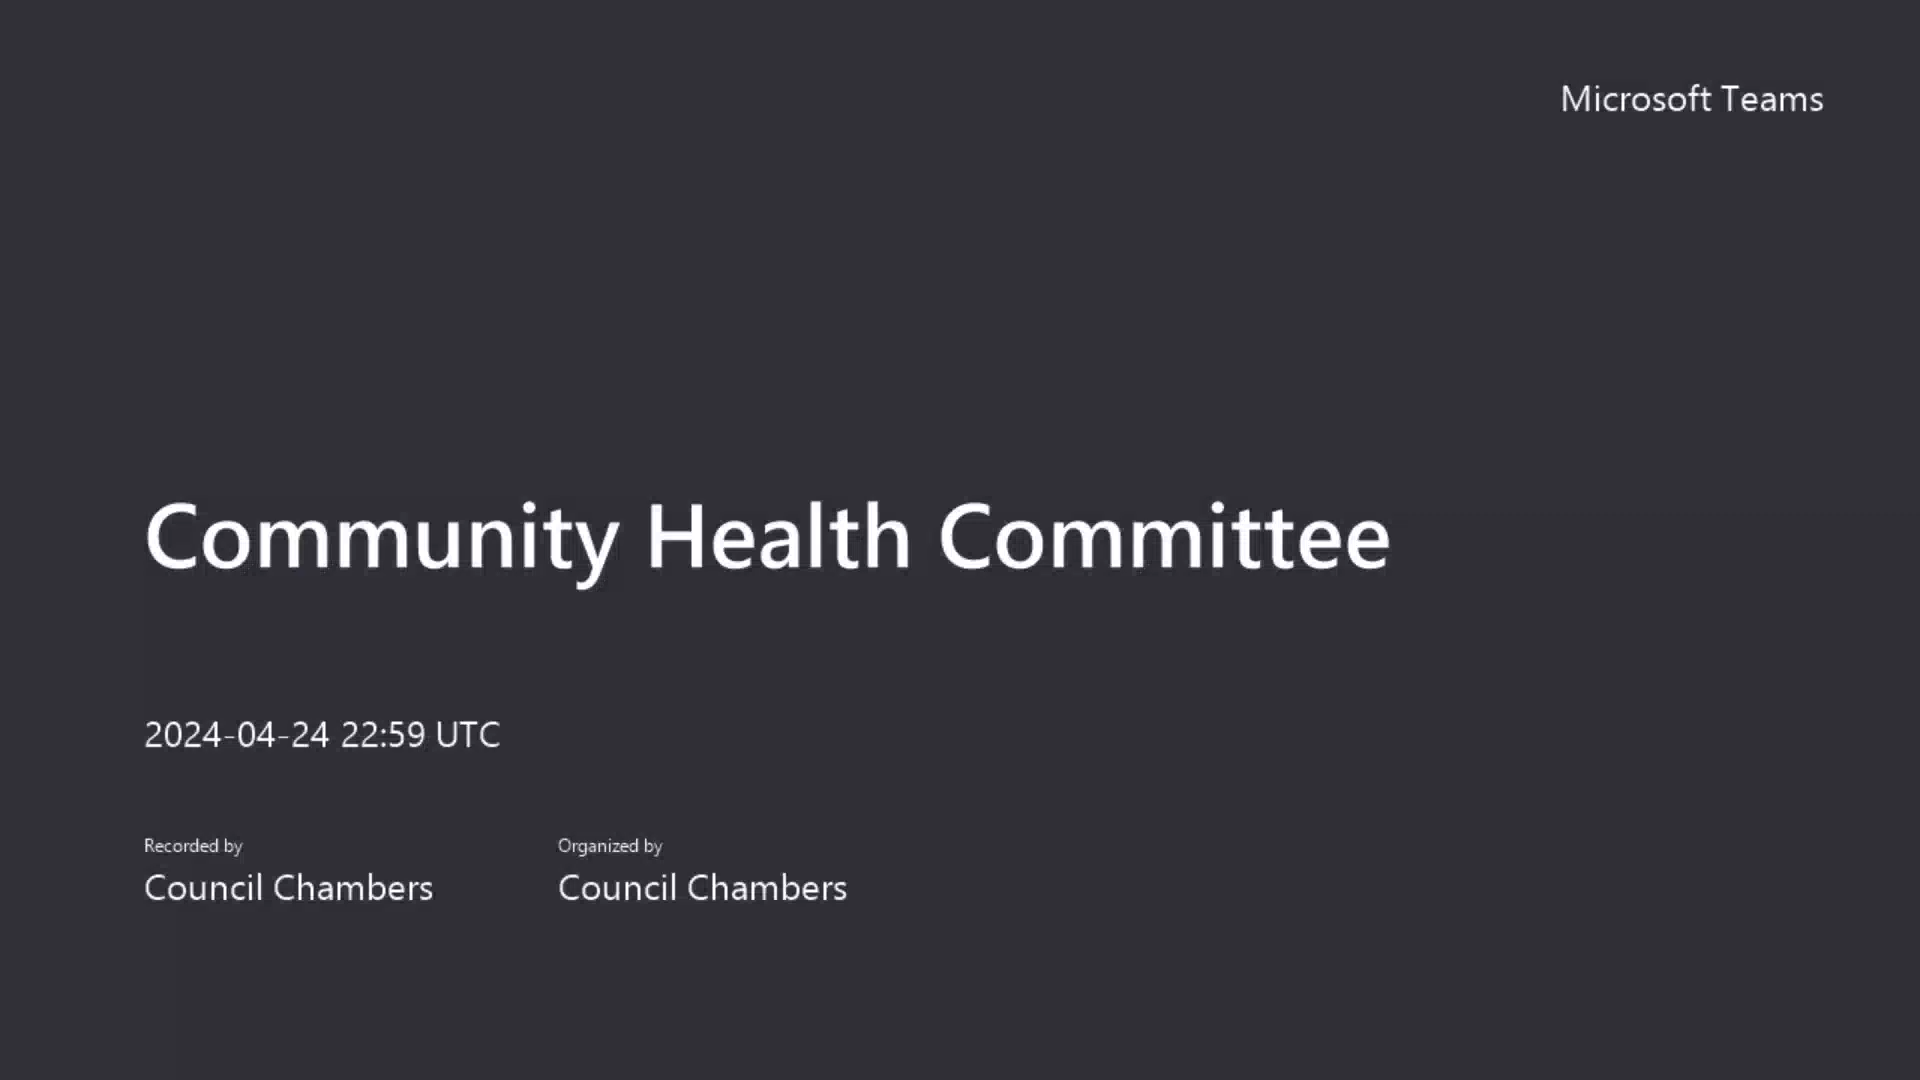 Microsoft Teams
Community Health Committee
2024-04-24 22:59 UTC
Recorded by
Council Chambers
Organized by
Council Chambers